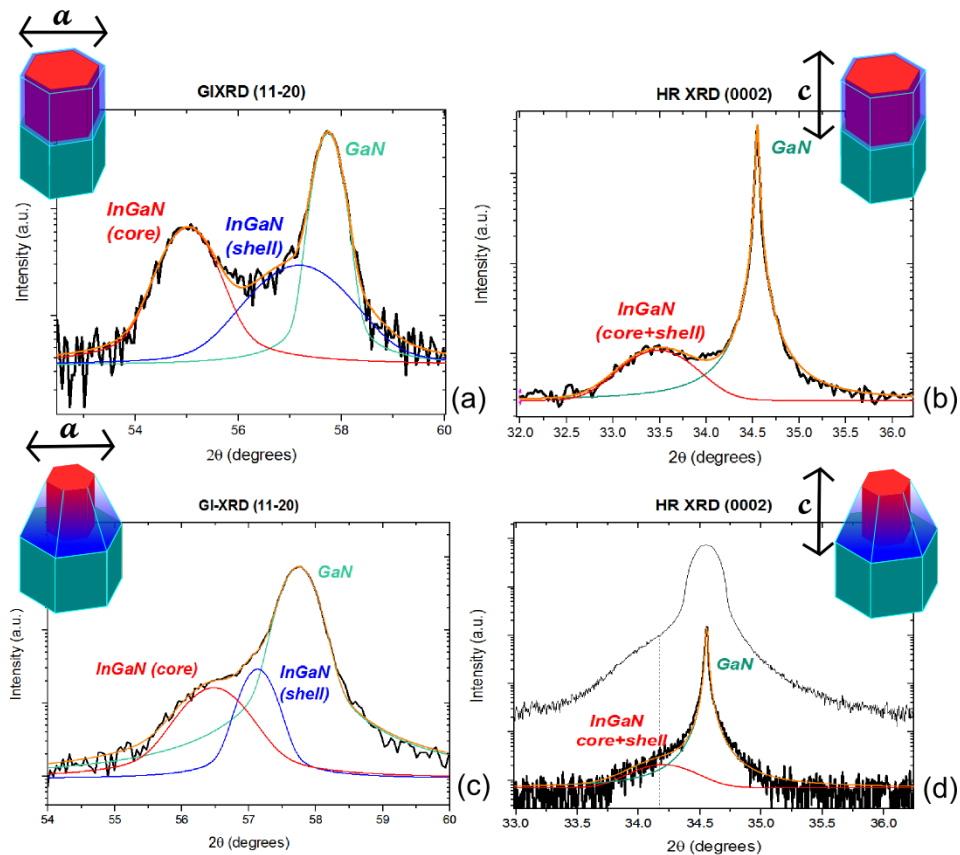 a
GIXRD (11-20)
GaN
InGaN
(core)
InGaN
(shell)
Intensity (a.u.)
54 55 56 57 58 59 60
2θ (degrees)
(a)
HR XRD (0002)
c
GaN
InGaN
(core+shell)
Intensity (a.u.)
32.0 32.5 33.0 33.5 34.0 34.5 35.0 35.5 36.0
2θ (degrees)
(b)
a
GI-XRD (11-20)
GaN
InGaN (core)
InGaN
(shell)
Intensity (a.u.)
54 55 56 57 58 59 60
2θ (degrees)
(c)
HR XRD (0002)
c
GaN
InGaN
core+shell
Intensity (a.u.)
33.0 33.5 34.0 34.5 35.0 35.5 36.0
2θ (degrees)
(d)